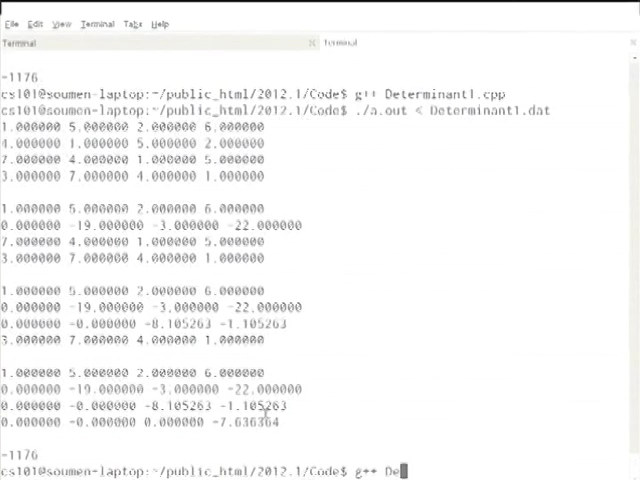 File Edit View Terminal Tabs Help
Terminal Terminal
-1176
cs101@soumen-laptop:~/public_html/2012.1/Code$ g++ Determinant1.cpp
cs101@soumen-laptop:~/public_html/2012.1/Code$ ./a.out < Determinant1.dat
1.000000 5.000000 2.000000 6.000000
4.000000 1.000000 5.000000 2.000000
7.000000 4.000000 1.000000 5.000000
3.000000 7.000000 4.000000 1.000000
1.000000 5.000000 2.000000 6.000000
0.000000 -19.000000 -3.000000 -22.000000
7.000000 4.000000 1.000000 5.000000
3.000000 7.000000 4.000000 1.000000
1.000000 5.000000 2.000000 6.000000
0.000000 -19.000000 -3.000000 -22.000000
0.000000 -0.000000 -8.105263 -1.105263
3.000000 7.000000 4.000000 1.000000
1.000000 5.000000 2.000000 6.000000
0.000000 -19.000000 -3.000000 -22.000000
0.000000 -0.000000 -8.105263 -1.105263
0.000000 -0.000000 0.000000 -7.636364
-1176
cs101@soumen-laptop:~/public_html/2012.1/Code$ g++ De